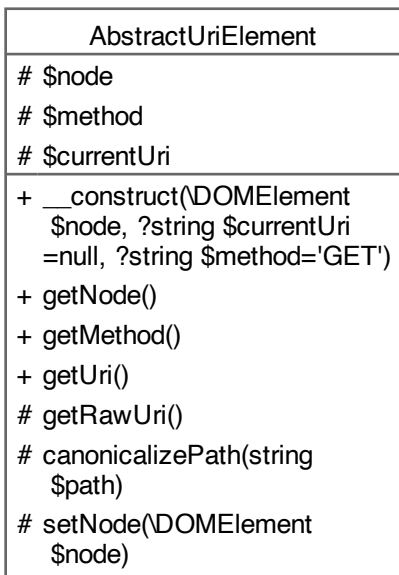 AbstractUriElement
# $node
# $method
# $currentUri
+ __construct(\DOMElement
$node, ?string $currentUri
=null, ?string $method='GET')
+ getNode()
+ getMethod()
+ getUri()
# getRawUri()
# canonicalizePath(string
$path)
# setNode(\DOMElement
$node)